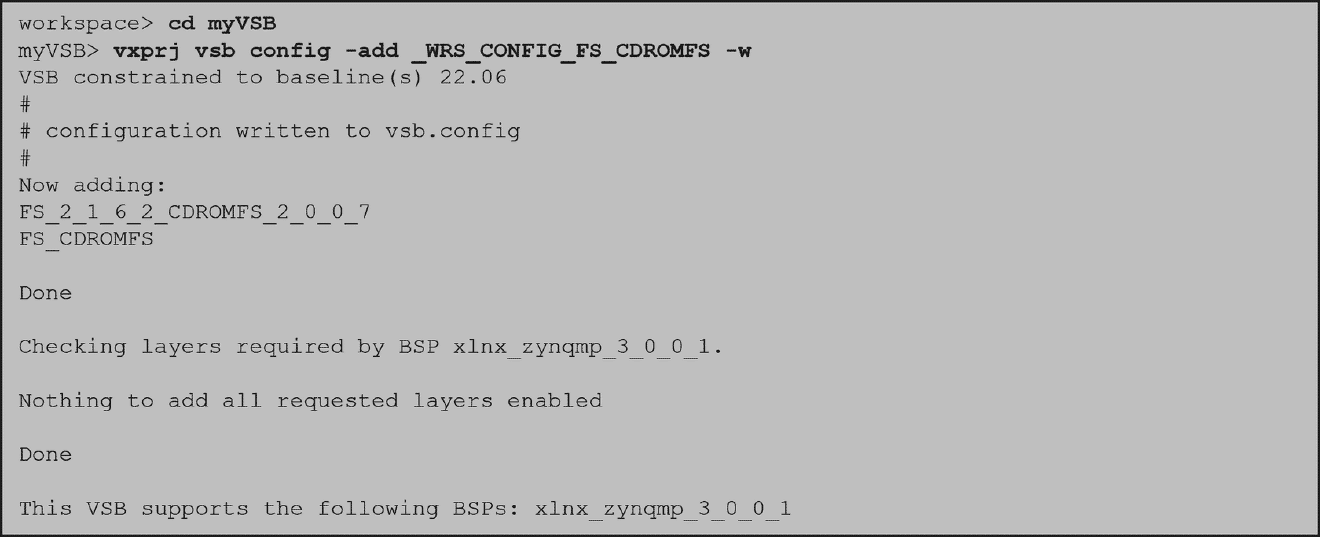 workspace> cd myVSB
myVSB> vxprj vsb config -add _WRS_CONFIG_FS_CDROMFS -w
VSB constrained to baseline(s) 22.06
#
# configuration written to vsb.config
#
Now adding:
FS_2_1_6_2_CDROMFS_2_0_0_7
FS_CDROMFS
Done
Checking layers required by BSP xlnx_zynqmp_3_0_0_1.
Nothing to add all requested layers enabled
Done
This VSB supports the following BSPs: xlnx_zynqmp_3_0_0_1